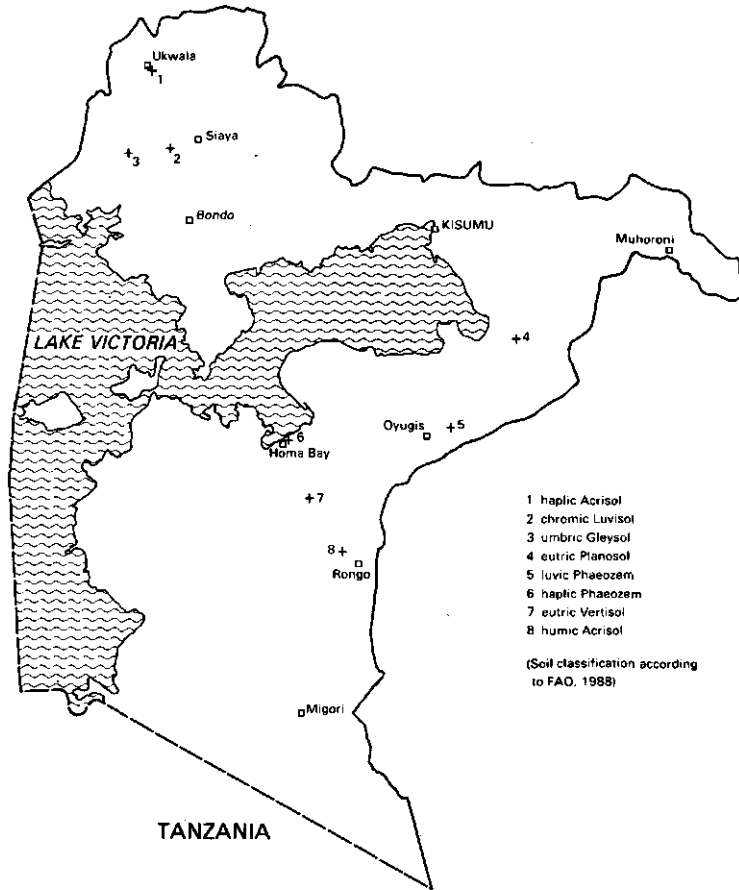 Ukwala
1
Siaya
3
2
Bondo
KISUMU
Muhoroni
LAKE VICTORIA
4
Oyugis
5
6
Homa Bay
7
8
Rongo
1 haplic Acrisol
2 chromic Luvisol
3 umbric Gleysol
4 eutric Planosol
5 luvic Phaeozem
6 haplic Phaeozem
7 eutric Vertisol
8 humic Acrisol
(Soil classification according
to FAO, 1988)
Migori
TANZANIA